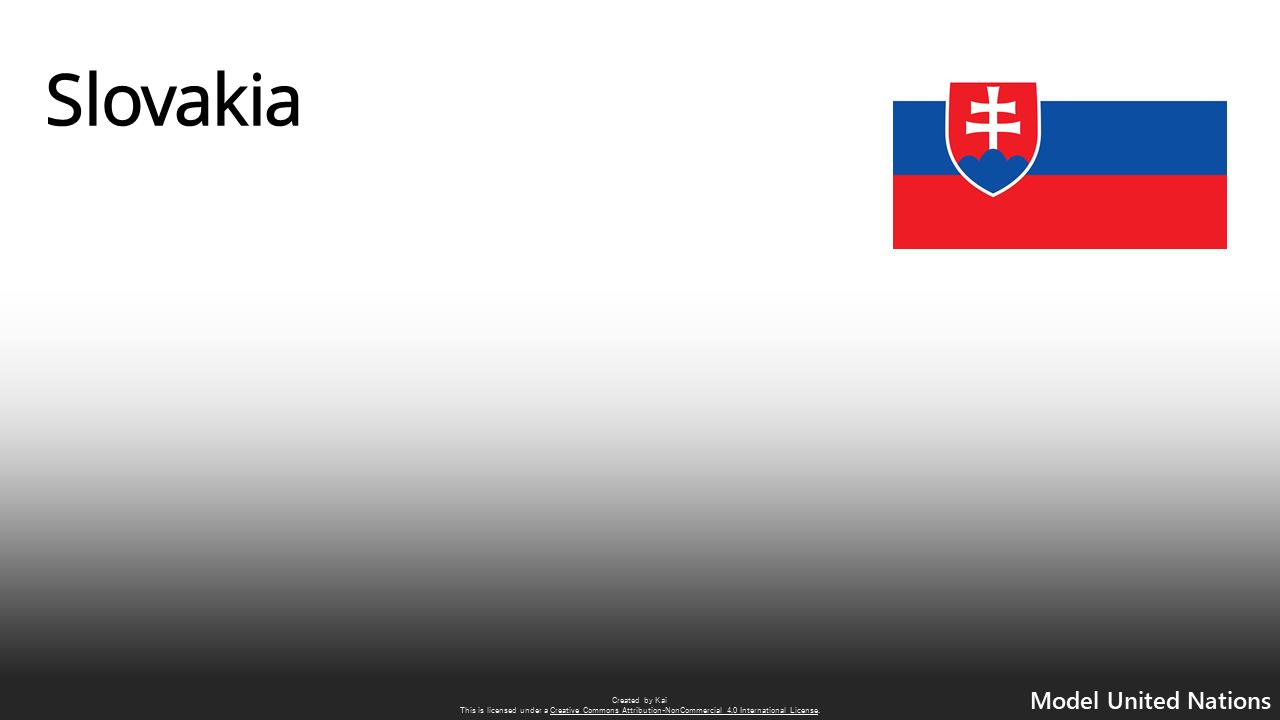 Slovakia
Created by Kai
This is licensed under a Creative Commons Attribution-NonCommercial 4.0 International License.
Model United Nations